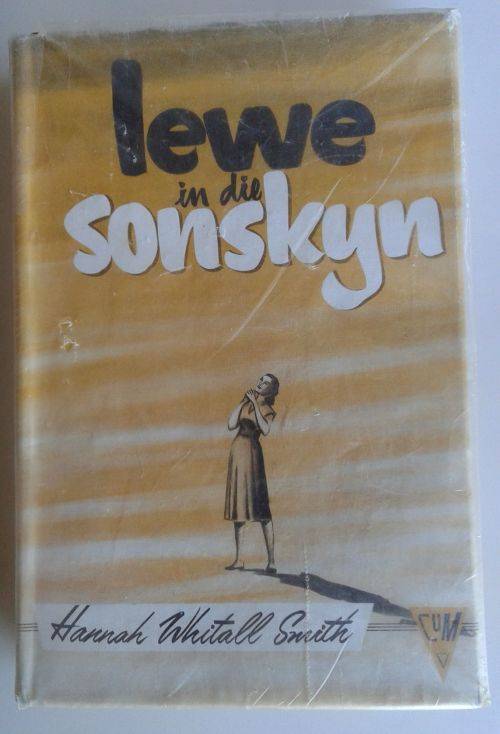 lewe
in die
sonskyn
Hannah Whitall Smith
CUM